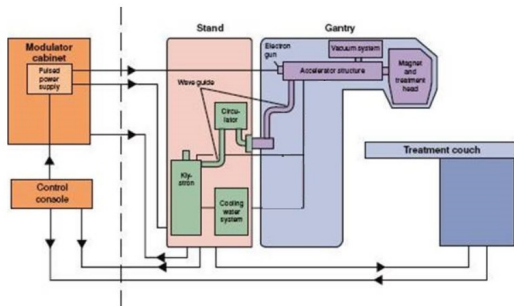 Stand
Gantry
Modulator
cabinet
Pulsed
power
supply
Electron
gun
Vacuum system
Accelerator structure
Magnet
and
treatment
head
Wave guide
Circu-
lator
Treatment couch
Kly-
stron
Cooling
water
system
Control
console